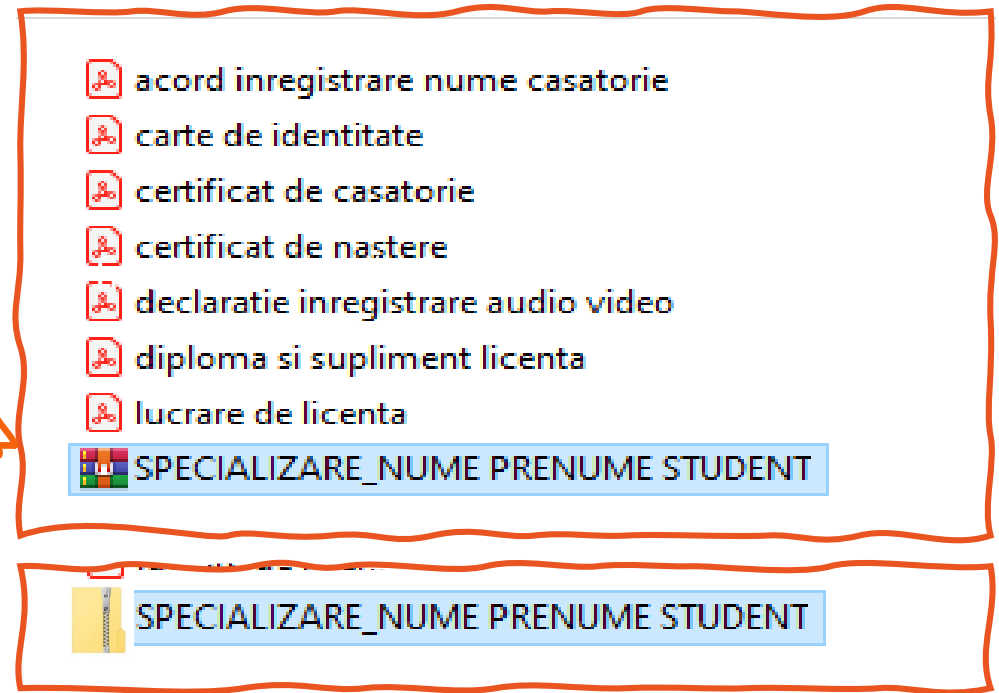 acord inregistrare nume casatorie
carte de identitate
certificat de casatorie
certificat de nastere
declaratie inregistrare audio video
diploma si supliment licenta
lucrare de licenta
SPECIALIZARE_NUME PRENUME STUDENT
SPECIALIZARE_NUME PRENUME STUDENT